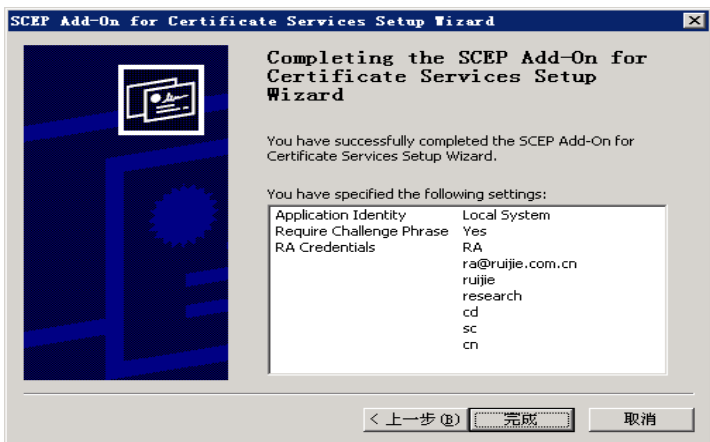 SCEP Add-On for Certificate Services Setup Wizard
Completing the SCEP Add-On for
Certificate Services Setup
Wizard
You have successfully completed the SCEP Add-On for
Certificate Services Setup Wizard.
You have specified the following settings:
Application Identity Local System
Require Challenge Phrase Yes
RA Credentials RA
ra@ruijie.com.cn
ruijie
research
cd
sc
cn
< 上一步(B) 完成 取消